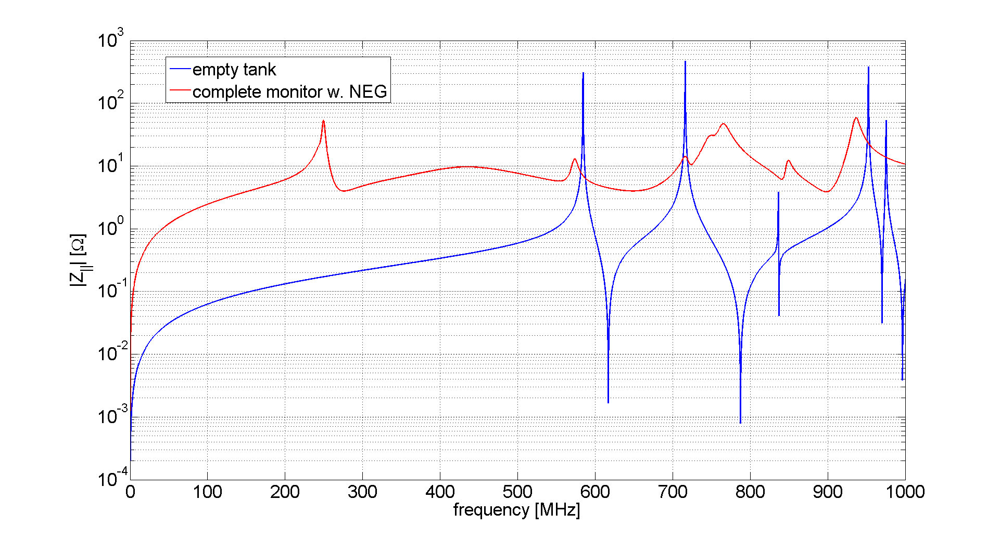 10^3
10^2
10^1
10^0
10^-1
10^-2
10^-3
10^-4
|Z_||| [Ω]
empty tank
complete monitor w. NEG
0 100 200 300 400 500 600 700 800 900 1000
frequency [MHz]